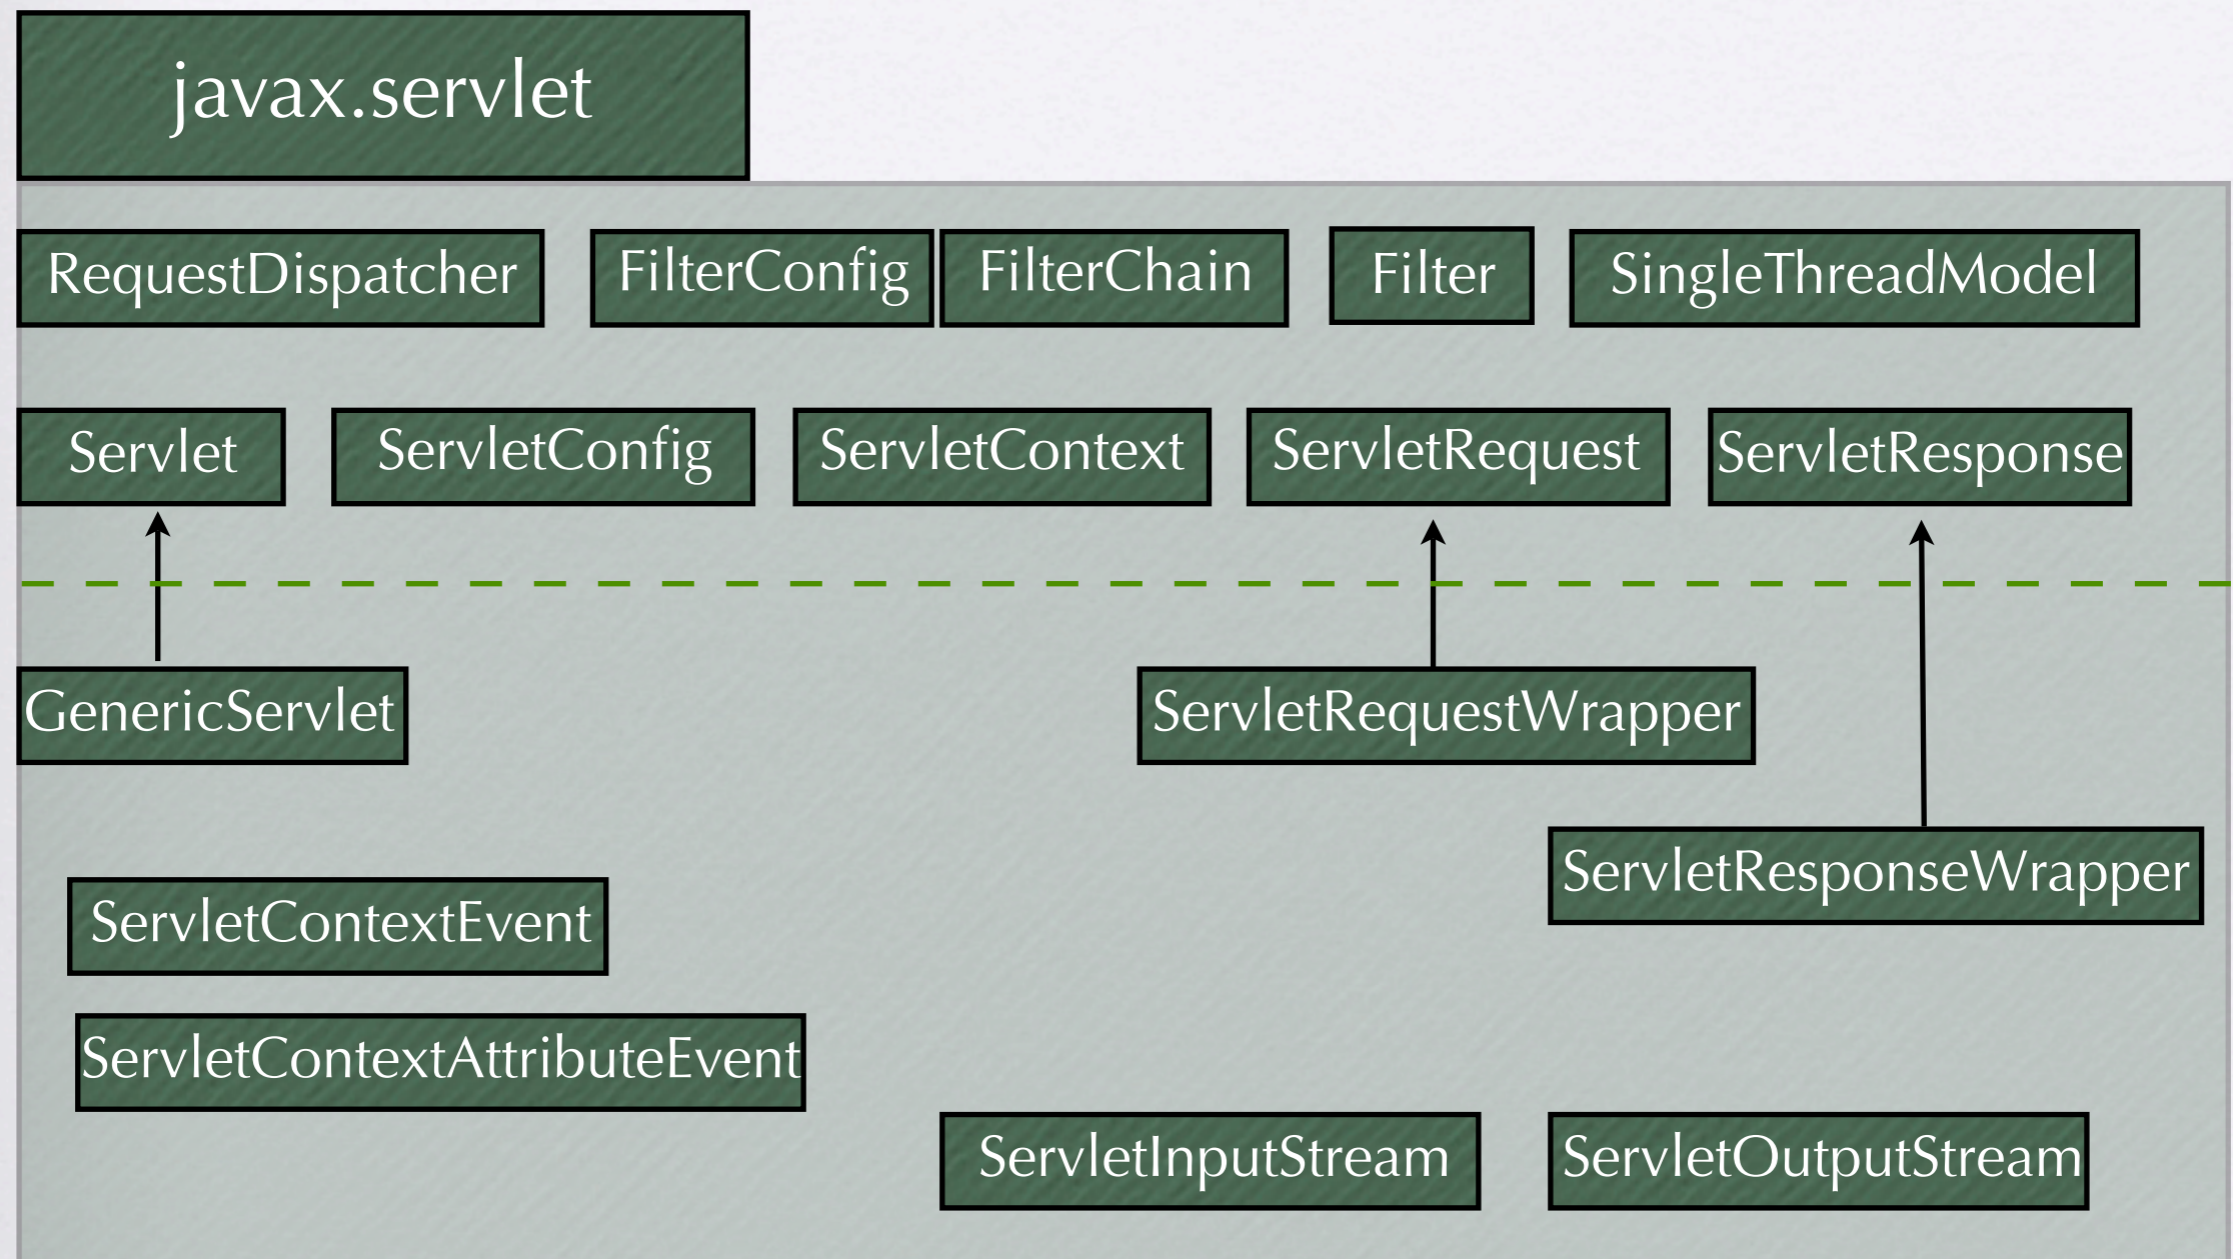 javax.servlet
RequestDispatcher
FilterConfig
FilterChain
Filter
SingleThreadModel
Servlet
ServletConfig
ServletContext
ServletRequest
ServletResponse
GenericServlet
ServletRequestWrapper
ServletResponseWrapper
ServletContextEvent
ServletContextAttributeEvent
ServletInputStream
ServletOutputStream